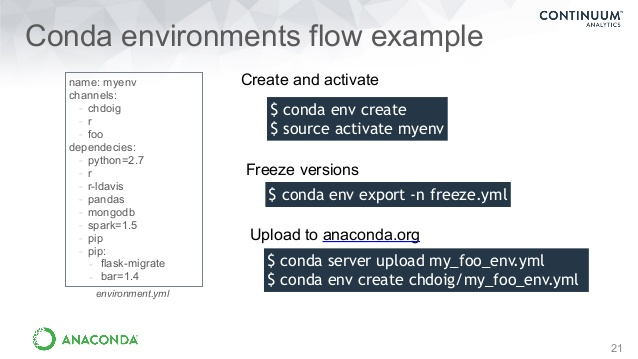 CONTINUUM™
ANALYTICS
Conda environments flow example
name: myenv
channels:
- chdoig
- r
- foo
dependecies:
- python=2.7
- r
- r-ldavis
- pandas
- mongodb
- spark=1.5
- pip
- pip:
- flask-migrate
- bar=1.4
environment.yml
Create and activate
$ conda env create
$ source activate myenv
Freeze versions
$ conda env export -n freeze.yml
Upload to anaconda.org
$ conda server upload my_foo_env.yml
$ conda env create chdoig/my_foo_env.yml
ANACONDA
21